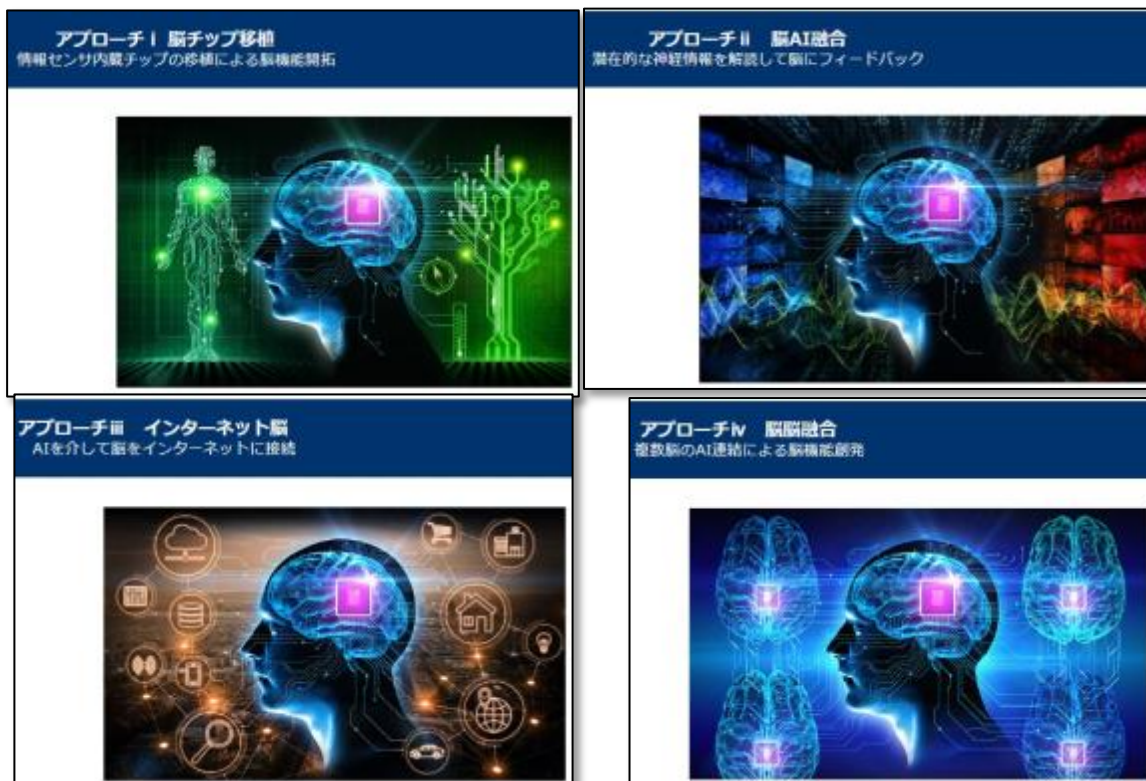 アプローチⅰ 脳チップ移植
情報センサ内蔵チップの移植による脳機能開拓
アプローチⅱ 脳AI融合
潜在的な神経情報を解読して脳にフィードバック
アプローチⅲ インターネット脳
AIを介して脳をインターネットに接続
アプローチⅳ 脳脳融合
複数脳のAI連結による脳機能創発